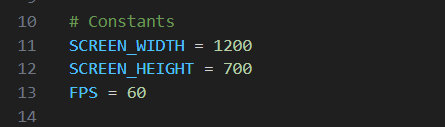 10 # Constants
11 SCREEN_WIDTH = 1200
12 SCREEN_HEIGHT = 700
13 FPS = 60
14